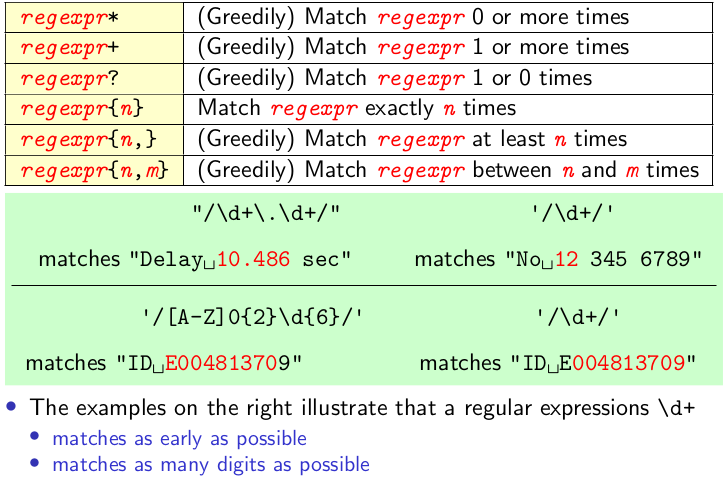 regexpr* (Greedily) Match regexpr 0 or more times
regexpr+ (Greedily) Match regexpr 1 or more times
regexpr? (Greedily) Match regexpr 1 or 0 times
regexpr{n} Match regexpr exactly n times
regexpr{n,} (Greedily) Match regexpr at least n times
regexpr{n,m} (Greedily) Match regexpr between n and m times
"/\d+\.\d+/" '/\d+/'
matches "Delay␣10.486 sec" matches "No␣12 345 6789"
'/[A-Z]0{2}\d{6}/' '/\d+/'
matches "ID␣E004813709" matches "ID␣E004813709"
• The examples on the right illustrate that a regular expressions \d+
• matches as early as possible
• matches as many digits as possible